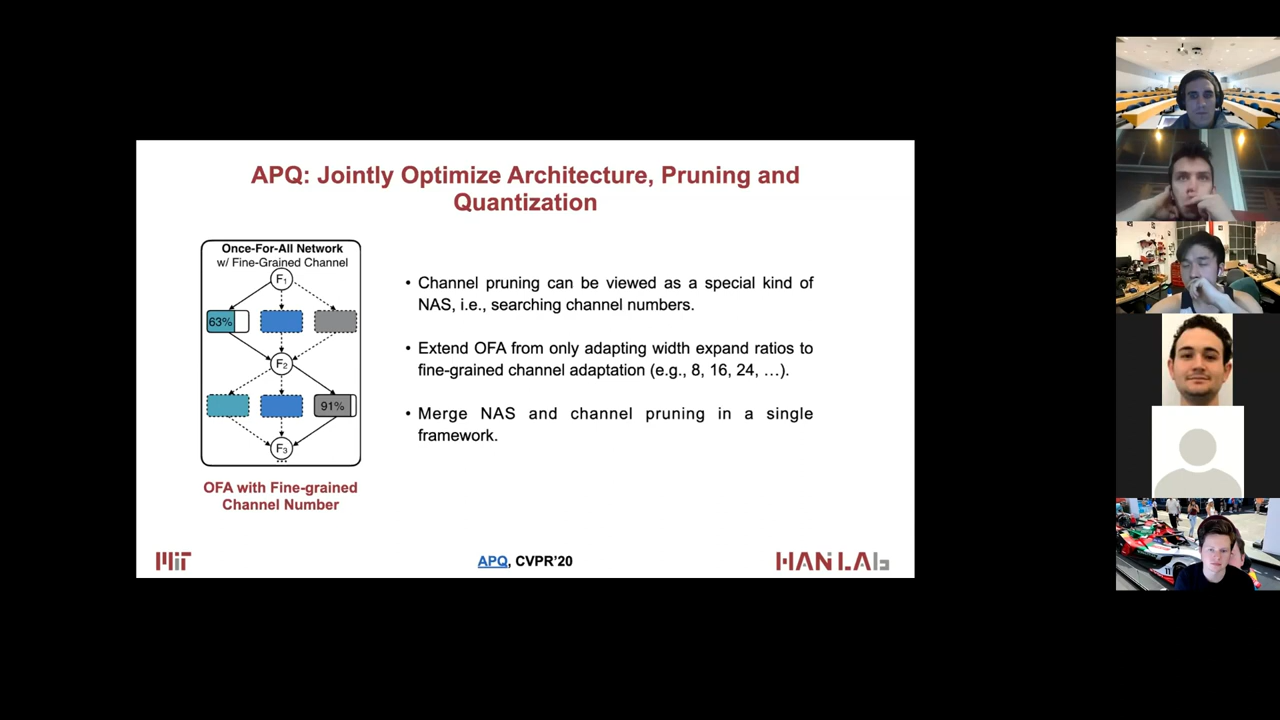 APQ: Jointly Optimize Architecture, Pruning and
Quantization
Once-For-All Network
w/ Fine-Grained Channel
F1
63%
F2
91%
F3
...
OFA with Fine-grained
Channel Number
• Channel pruning can be viewed as a special kind of
NAS, i.e., searching channel numbers.
• Extend OFA from only adapting width expand ratios to
fine-grained channel adaptation (e.g., 8, 16, 24, …).
• Merge NAS and channel pruning in a single
framework.
MIT
APQ, CVPR'20
HAN LAb